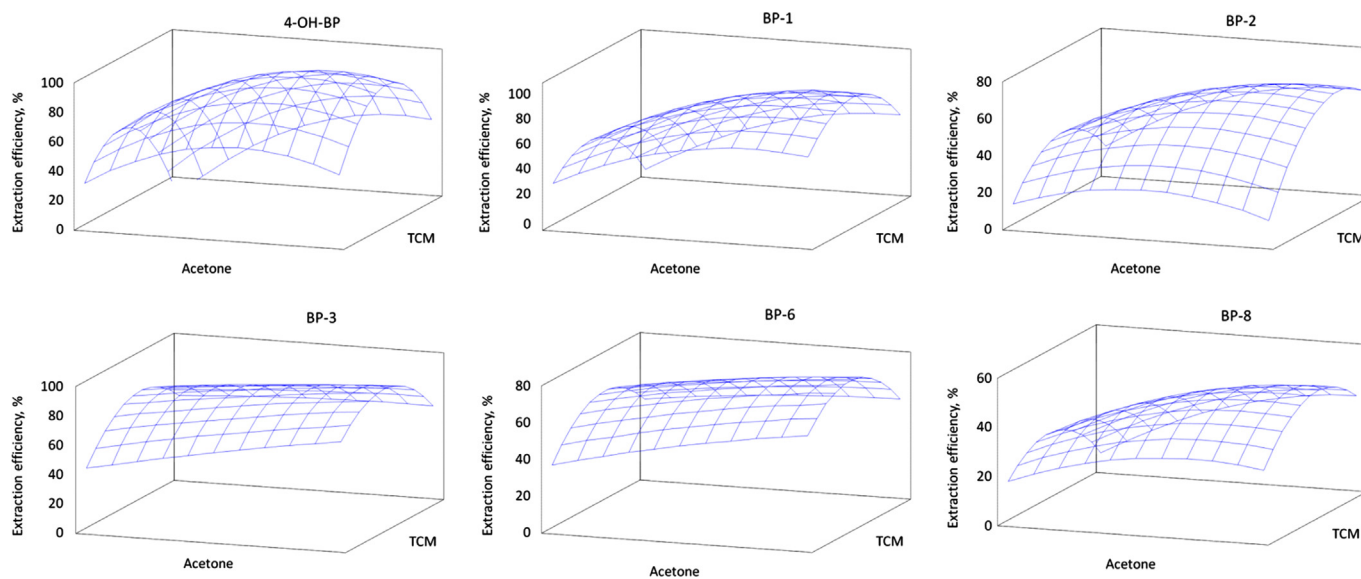 4-OH-BP
Extraction efficiency, %
100
80
60
40
20
0
Acetone
TCM
BP-1
Extraction efficiency, %
100
80
60
40
20
0
Acetone
TCM
BP-2
Extraction efficiency, %
80
60
40
20
0
Acetone
TCM
BP-3
Extraction efficiency, %
100
80
60
40
20
0
Acetone
TCM
BP-6
Extraction efficiency, %
80
60
40
20
0
Acetone
TCM
BP-8
Extraction efficiency, %
60
40
20
0
Acetone
TCM